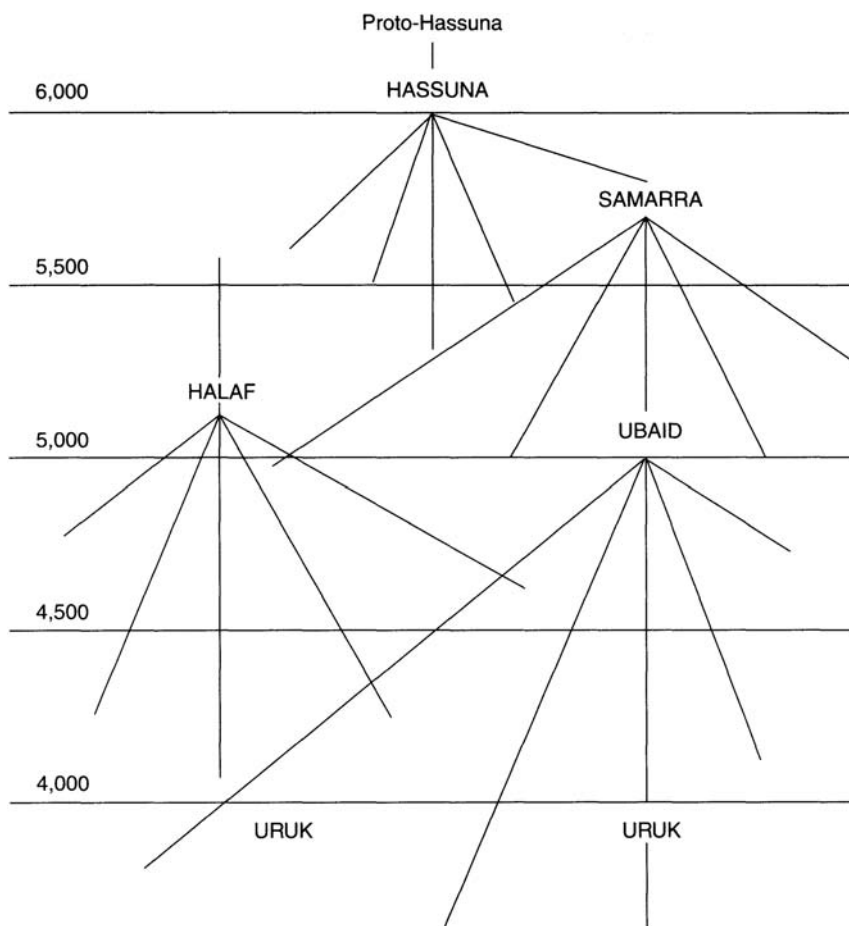 Proto-Hassuna
HASSUNA
6,000
SAMARRA
5,500
HALAF
UBAID
5,000
4,500
4,000
URUK URUK